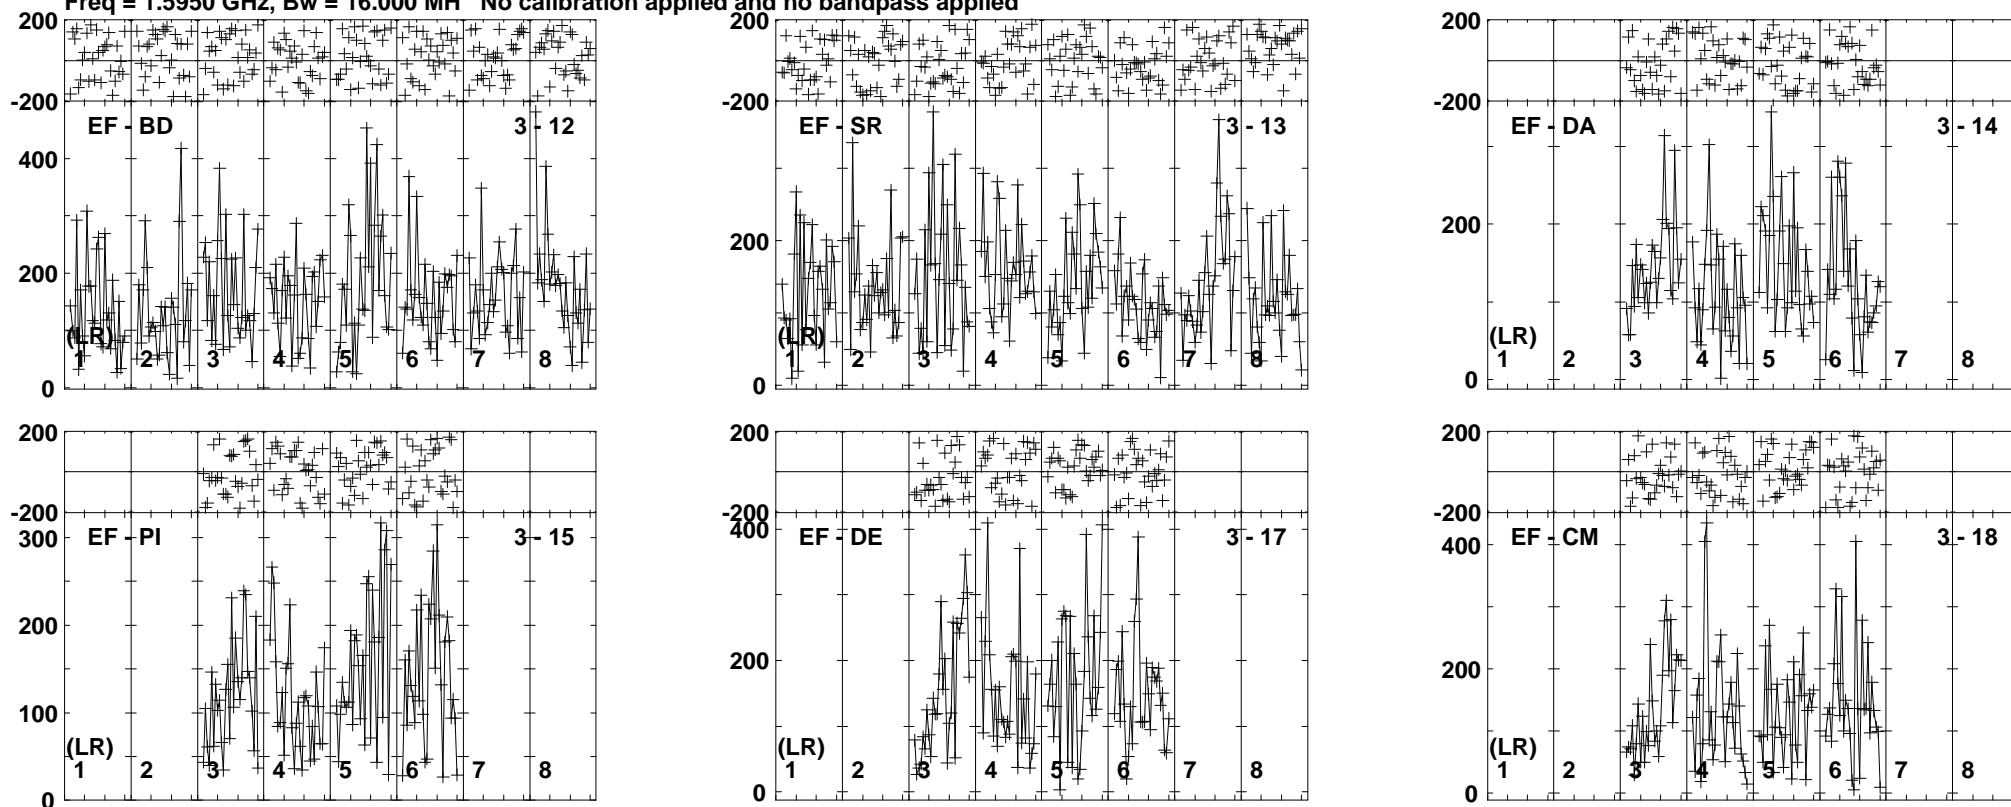 Freq = 1.5950 GHz, Bw = 16.000 MH No calibration applied and no bandpass applied
200
-200
EF - BD 3 - 12
400
200
0
(LR)
1 2 3 4 5 6 7 8
200
-200
EF - SR 3 - 13
200
0
(LR)
1 2 3 4 5 6 7 8
200
-200
EF - DA 3 - 14
200
0
(LR)
1 2 3 4 5 6 7 8
200
-200
EF - PI 3 - 15
300
200
100
0
(LR)
1 2 3 4 5 6 7 8
200
-200
EF - DE 3 - 17
400
200
0
(LR)
1 2 3 4 5 6 7 8
200
-200
EF - CM 3 - 18
400
200
0
(LR)
1 2 3 4 5 6 7 8